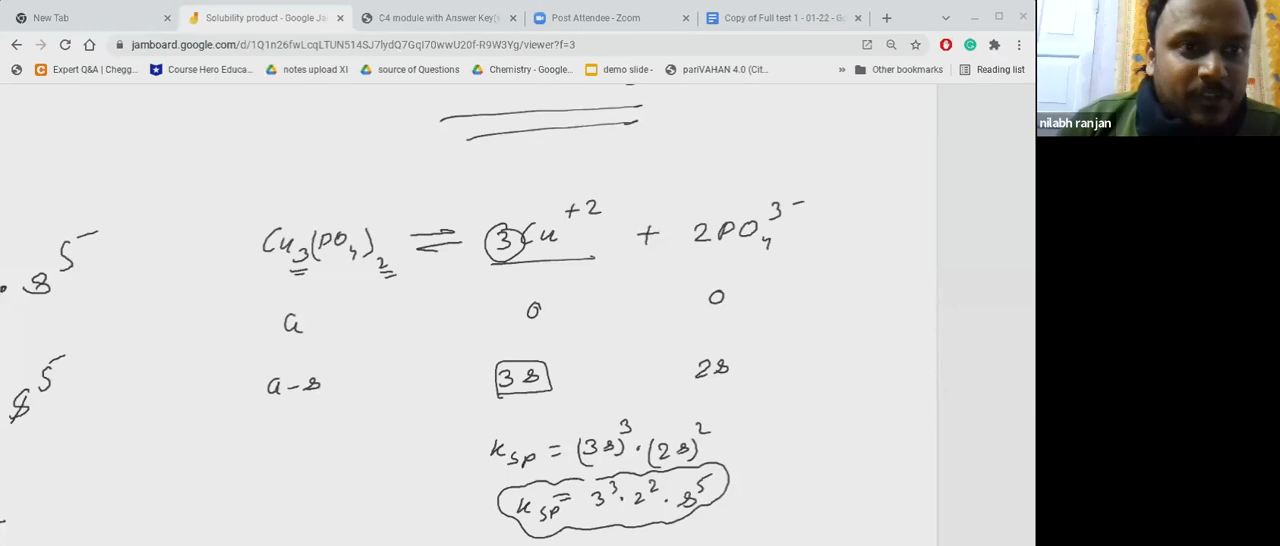 New Tab
Solubility product - Google Ja
C4 module with Answer Key(
Post Attendee - Zoom
Copy of Full test 1 - 01-22 - Go
jamboard.google.com/d/1Q1n26fwLcqLTUN514SJ7lydQ7GqI70wwU20f-R9W3Yg/viewer?f=3
Expert Q&A | Chegg...
Course Hero Educa...
notes upload XI
source of Questions
Chemistry - Google...
demo slide -
pariVAHAN 4.0 (Cit...
»
Other bookmarks
Reading list
nilabh ranjan
Cu₃(PO₄)₂ ⇌ 3Cu⁺² + 2PO₄³⁻
. s⁵
a 0 0
s⁵
a-s 3s 2s
Ksp = (3s)³ · (2s)²
Ksp = 3³ · 2² · s⁵